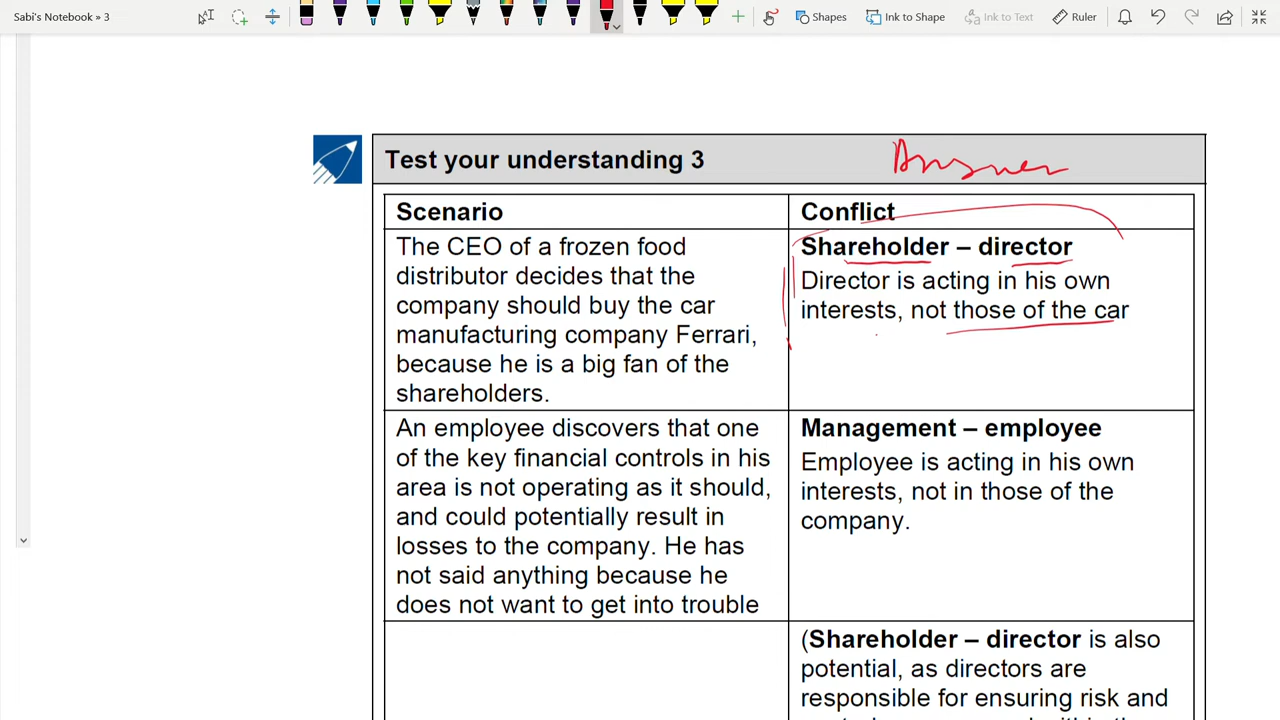 Sabi's Notebook » 3
Shapes
Ink to Shape
Ink to Text
Ruler
Test your understanding 3
Answer
Scenario
Conflict
The CEO of a frozen food
distributor decides that the
company should buy the car
manufacturing company Ferrari,
because he is a big fan of the
shareholders.
Shareholder – director
Director is acting in his own
interests, not those of the car
An employee discovers that one
of the key financial controls in his
area is not operating as it should,
and could potentially result in
losses to the company. He has
not said anything because he
does not want to get into trouble
Management – employee
Employee is acting in his own
interests, not in those of the
company.
(Shareholder – director is also
potential, as directors are
responsible for ensuring risk and